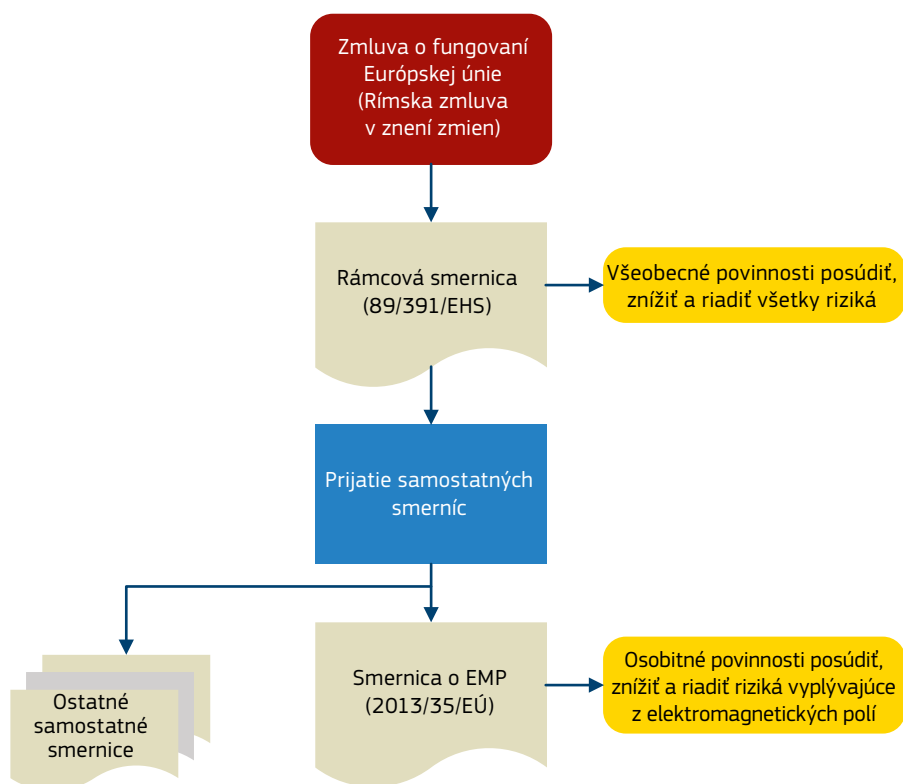 Zmluva o fungovaní
Európskej únie
(Rímska zmluva
v znení zmien)
Rámcová smernica
(89/391/EHS)
Všeobecné povinnosti posúdiť,
znížiť a riadiť všetky riziká
Prijatie samostatných
smerníc
Ostatné
samostatné
smernice
Smernica o EMP
(2013/35/EÚ)
Osobitné povinnosti posúdiť,
znížiť a riadiť riziká vyplývajúce
z elektromagnetických polí